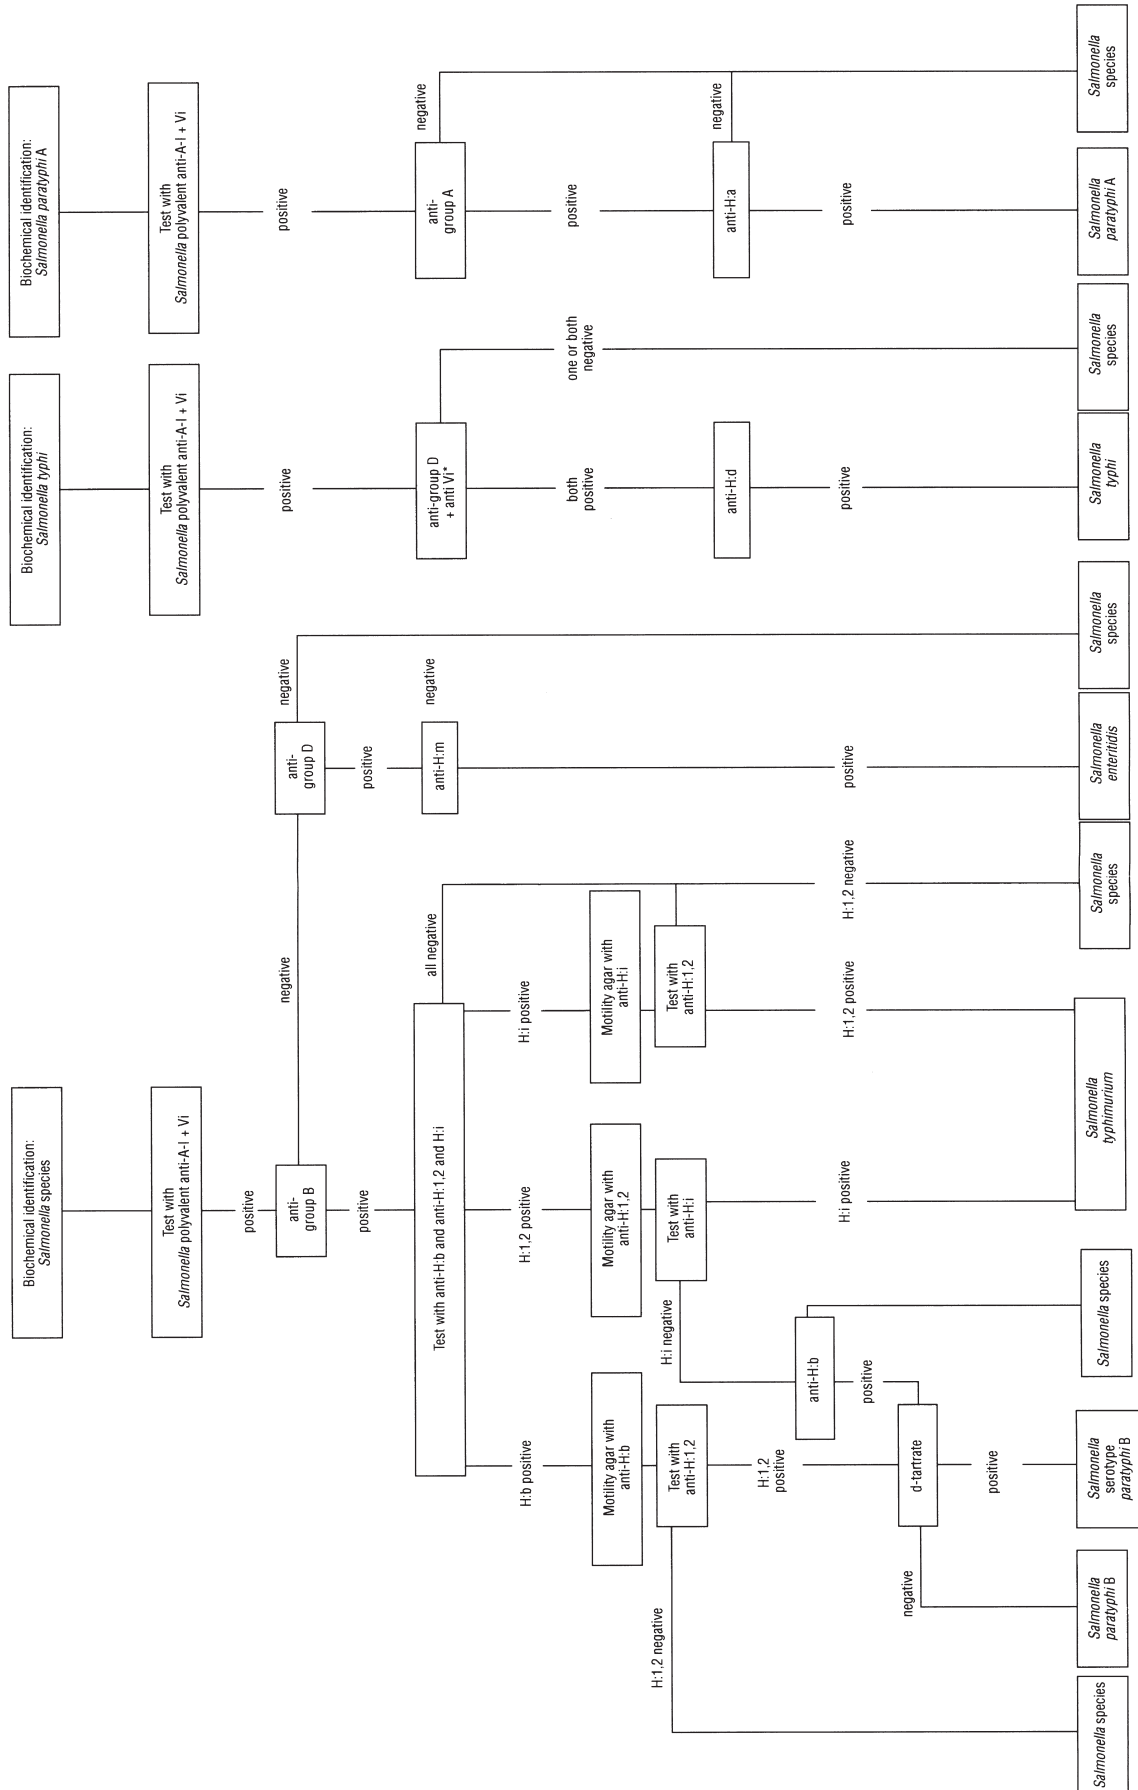 Biochemical identification:
Salmonella species
Biochemical identification:
Salmonella typhi
Biochemical identification:
Salmonella paratyphi A
Test with
Salmonella polyvalent anti-A-I + Vi
Test with
Salmonella polyvalent anti-A-I + Vi
Test with
Salmonella polyvalent anti-A-I + Vi
positive
positive
positive
anti-
group B
negative
anti-
group D
negative
positive
positive
Test with anti-H:b and anti-H:1,2 and H:i
all negative
anti-H:m
negative
anti-group D
+ anti Vi*
anti-
group A
negative
H:b positive
H:1,2 positive
H:i positive
both
positive
one or both
negative
positive
Motility agar with
anti-H:b
Motility agar with
anti-H:1,2
Motility agar with
anti-H:i
H:1,2 negative
Test with
anti-H:1,2
H:i negative
Test with
anti-H:i
Test with
anti-H:1,2
anti-H:d
anti-H:a
negative
H:1,2
positive
anti-H:b
H:i positive
H:1,2 positive
H:1,2 negative
positive
positive
positive
positive
negative
d-tartrate
positive
Salmonella species
Salmonella
paratyphi B
Salmonella
serotype
paratyphi B
Salmonella species
Salmonella
typhimurium
Salmonella
species
Salmonella
enteritidis
Salmonella
species
Salmonella
typhi
Salmonella
species
Salmonella
paratyphi A
Salmonella
species